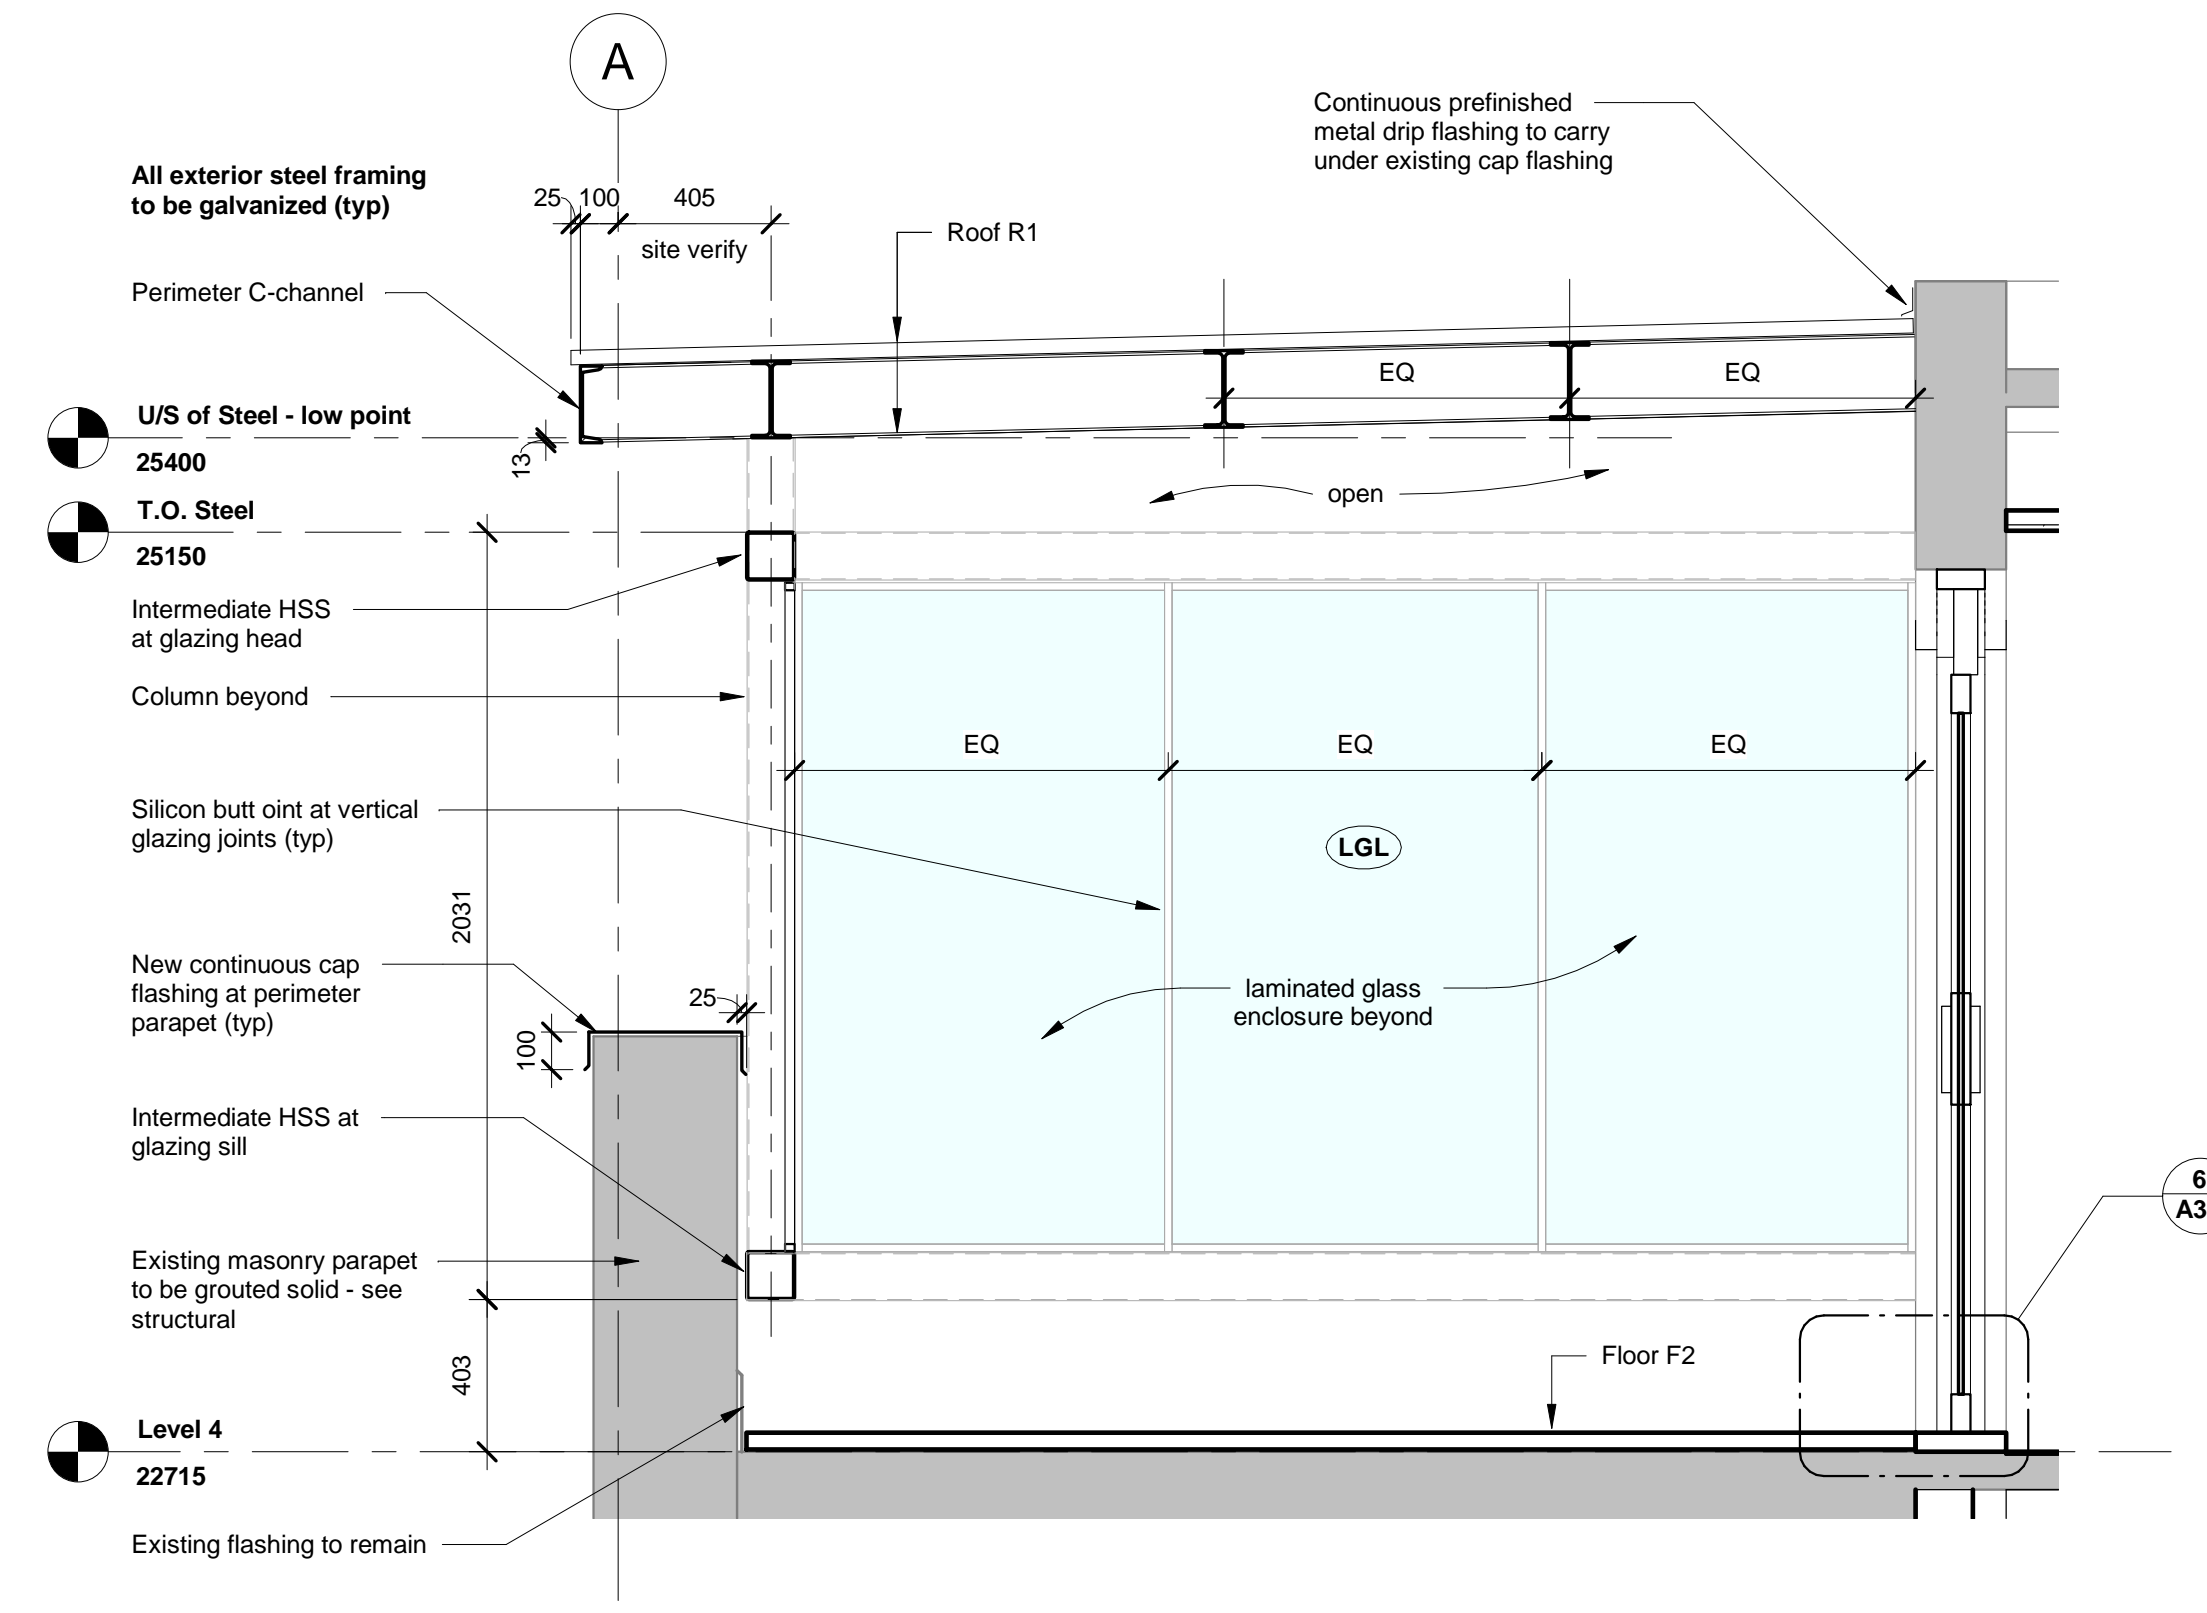 A
Continuous prefinished
metal drip flashing to carry
under existing cap flashing
All exterior steel framing
to be galvanized (typ)
25 100 405
site verify
Roof R1
Perimeter C-channel
EQ EQ
U/S of Steel - low point
25400
13
open
T.O. Steel
25150
Intermediate HSS
at glazing head
Column beyond
EQ EQ EQ
Silicon butt oint at vertical
glazing joints (typ)
LGL
2031
New continuous cap
flashing at perimeter
parapet (typ)
25
100
laminated glass
enclosure beyond
Intermediate HSS at
glazing sill
6
A3
Existing masonry parapet
to be grouted solid - see
structural
403
Floor F2
Level 4
22715
Existing flashing to remain